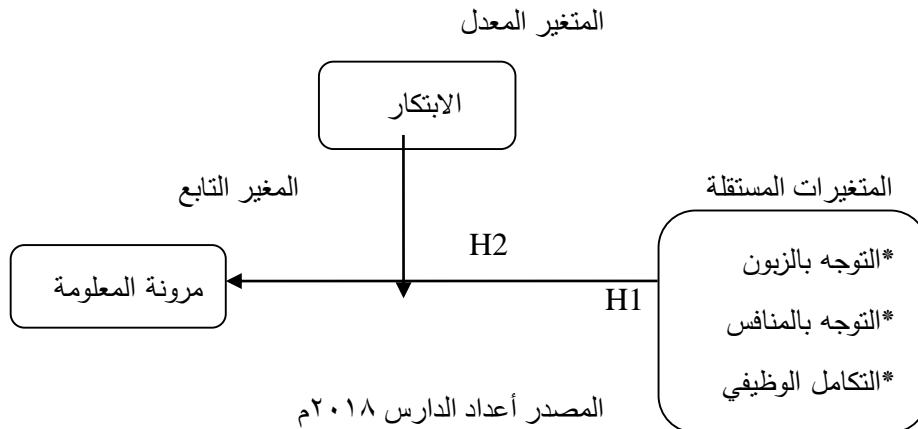 المتغير المعدل
الابتكار
المتغيرات المستقلة
المغير التابع
*التوجه بالزبون
H2
مرونة المعلومة
H1
*التوجه بالمنافس
*التكامل الوظيفي
المصدر أعداد الدارس ٢٠١٨م